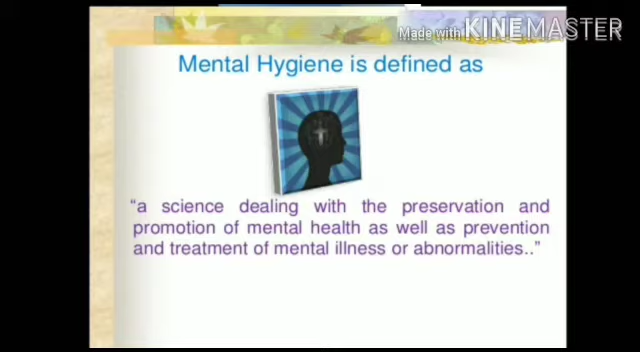 Made with KINEMASTER
Mental Hygiene is defined as
“a science dealing with the preservation and
promotion of mental health as well as prevention
and treatment of mental illness or abnormalities..”